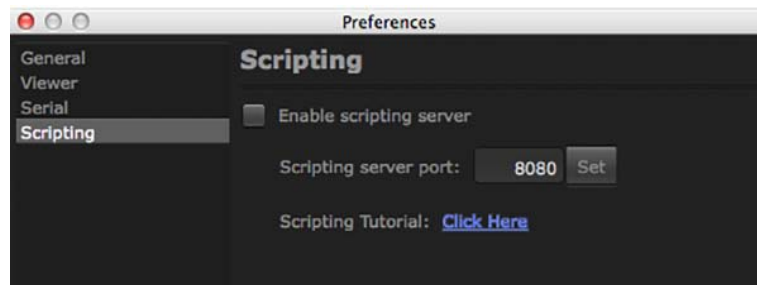 Preferences
General
Viewer
Serial
Scripting
Scripting
Enable scripting server
Scripting server port: 8080 Set
Scripting Tutorial: Click Here